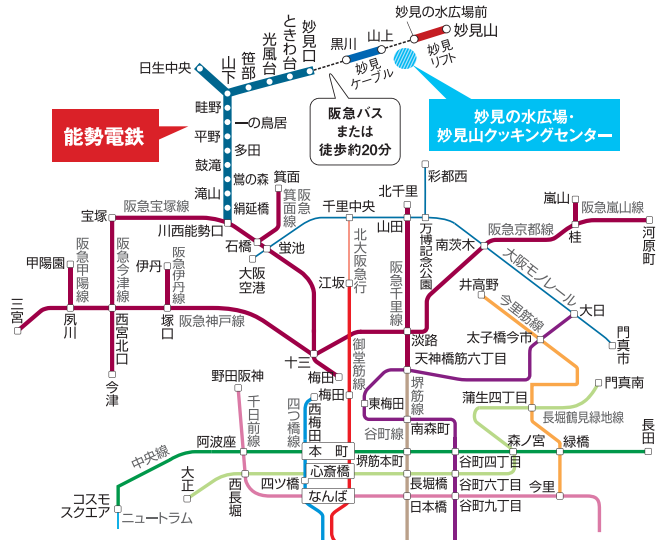 妙見の水広場前
妙見山
妙見口
ときわ台
光風台
笹部
山下
黒川
山上
妙見
ケーブル
妙見
リフト
日生中央
妙見の水広場・
妙見山クッキングセンター
阪急バス
または
徒歩約20分
能勢電鉄
畦野
一の鳥居
平野
多田
鼓滝
鴬の森
滝山
絹延橋
川西能勢口
箕面
阪急
箕面線
宝塚
阪急宝塚線
石橋
蛍池
大阪
空港
千里中央
北千里
彩都西
山田
万博記念公園
南茨木
阪急京都線
嵐山
阪急嵐山線
桂
河原町
甲陽園
阪急甲陽線
阪急今津線
伊丹
阪急伊丹線
三宮
夙川
西宮北口
塚口
阪急神戸線
今津
北大阪急行
江坂
阪急千里線
井高野
今里筋線
大阪モノレール
大日
門真市
太子橋今市
淡路
天神橋筋六丁目
十三
梅田
梅田
御堂筋線
西梅田
四つ橋線
東梅田
堺筋線
谷町線
南森町
野田阪神
千日前線
蒲生四丁目
門真南
長堀鶴見緑地線
阿波座
本町
堺筋本町
谷町四丁目
森ノ宮
緑橋
長田
中央線
大正
西長堀
四ツ橋
心斎橋
長堀橋
谷町六丁目
なんば
日本橋
谷町九丁目
今里
コスモ
スクエア
ニュートラム